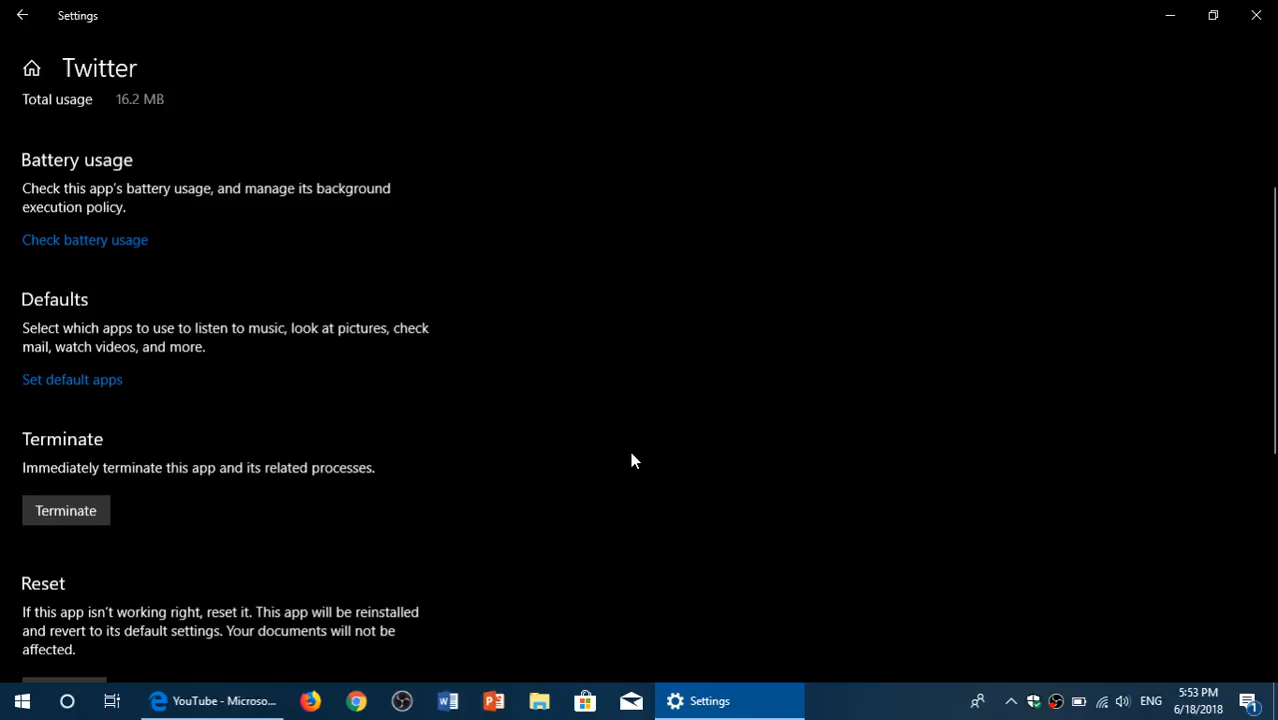 Settings
Twitter
Total usage 16.2 MB
Battery usage
Check this app's battery usage, and manage its background
execution policy.
Check battery usage
Defaults
Select which apps to use to listen to music, look at pictures, check
mail, watch videos, and more.
Set default apps
Terminate
Immediately terminate this app and its related processes.
Terminate
Reset
If this app isn't working right, reset it. This app will be reinstalled
and revert to its default settings. Your documents will not be
affected.
YouTube - Microso...
Settings
ENG
5:53 PM
6/18/2018
1